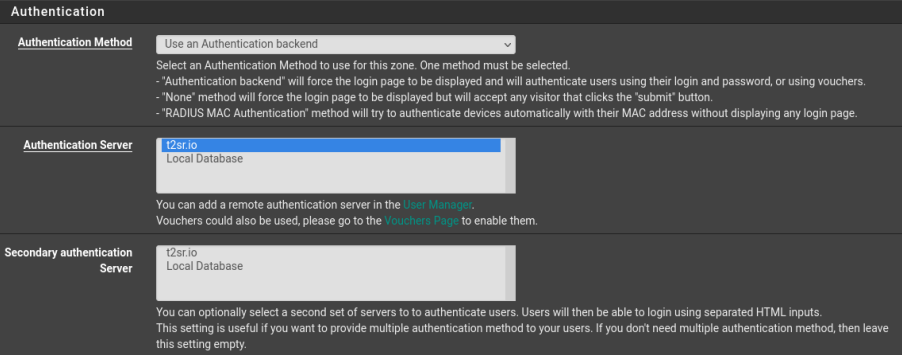 Authentication
Authentication Method
Use an Authentication backend
Select an Authentication Method to use for this zone. One method must be selected.
- "Authentication backend" will force the login page to be displayed and will authenticate users using their login and password, or using vouchers.
- "None" method will force the login page to be displayed but will accept any visitor that clicks the "submit" button.
- "RADIUS MAC Authentication" method will try to authenticate devices automatically with their MAC address without displaying any login page.
Authentication Server
t2sr.io
Local Database
You can add a remote authentication server in the User Manager.
Vouchers could also be used, please go to the Vouchers Page to enable them.
Secondary authentication
Server
t2sr.io
Local Database
You can optionally select a second set of servers to to authenticate users. Users will then be able to login using separated HTML inputs.
This setting is useful if you want to provide multiple authentication method to your users. If you don't need multiple authentication method, then leave
this setting empty.